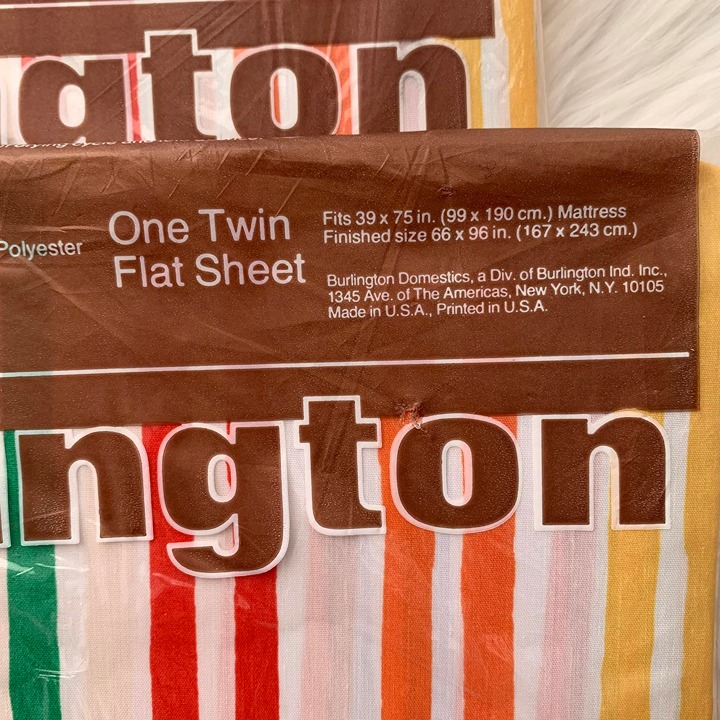 gton
Polyester
One Twin
Flat Sheet
Fits 39 x 75 in. (99 x 190 cm.) Mattress
Finished size 66 x 96 in. (167 x 243 cm.)
Burlington Domestics, a Div. of Burlington Ind. Inc.,
1345 Ave. of The Americas, New York, N.Y. 10105
Made in U.S.A., Printed in U.S.A.
ngton